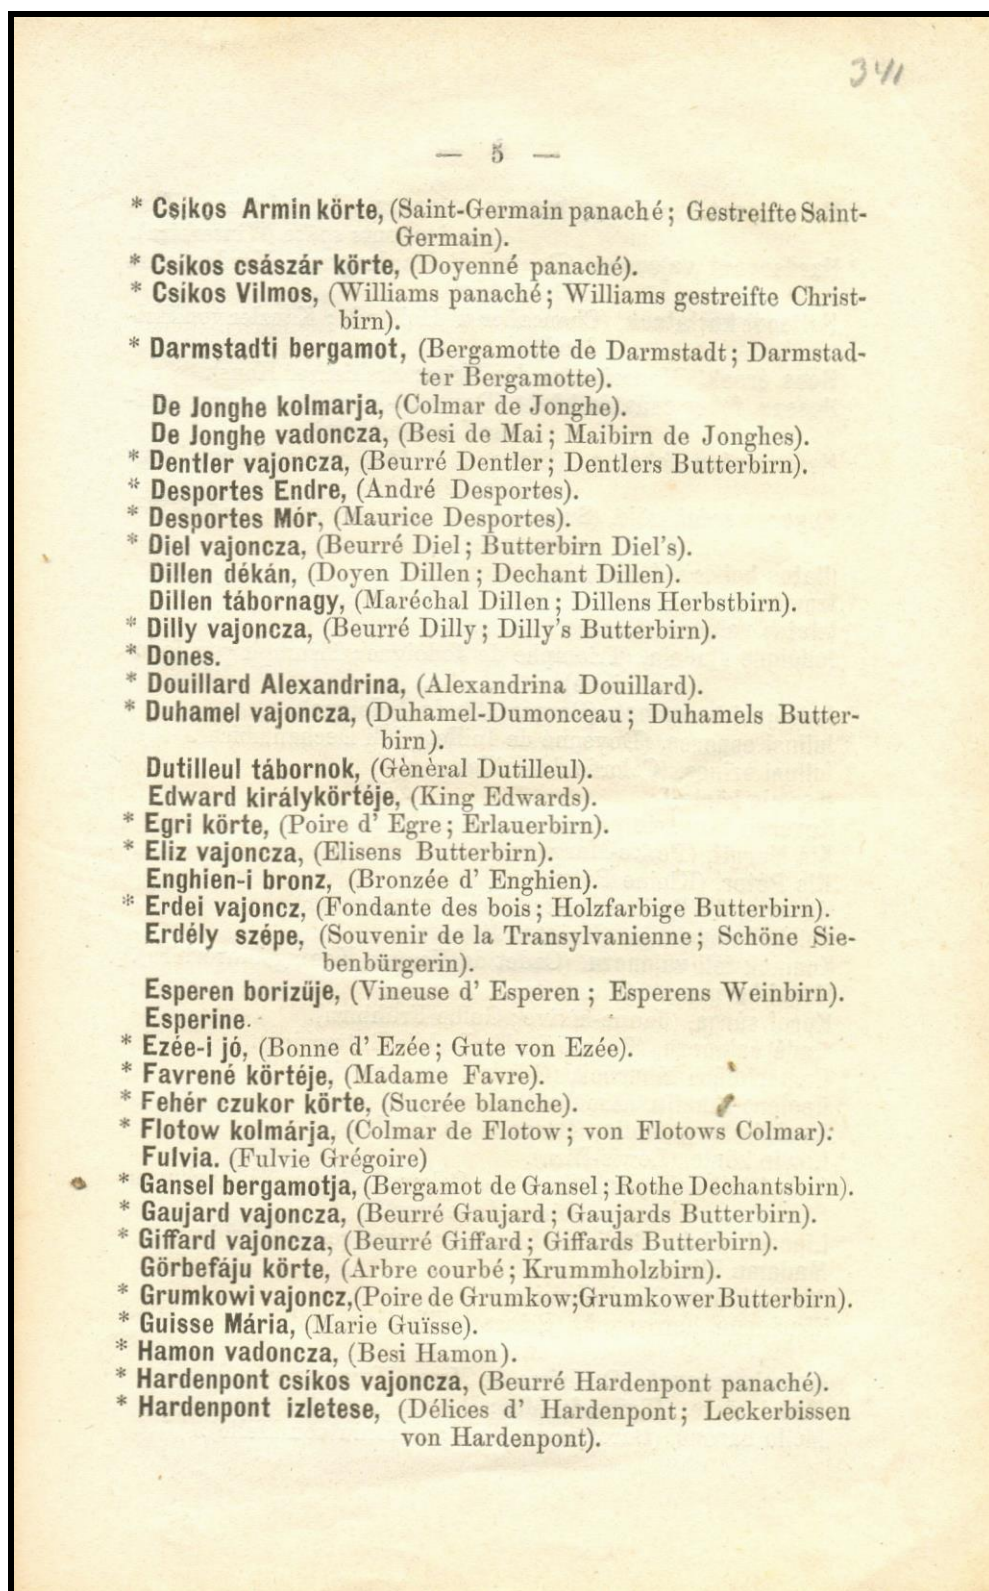 341
— 5 —
* Csíkos Armin körte, (Saint-Germain panaché; Gestreifte Saint-
Germain).
* Csíkos császár körte, (Doyenné panaché).
* Csíkos Vilmos, (Williams panaché; Williams gestreifte Christ-
birn).
* Darmstadti bergamot, (Bergamotte de Darmstadt; Darmstad-
ter Bergamotte).
De Jonghe kolmarja, (Colmar de Jonghe).
De Jonghe vadoncza, (Besi de Mai; Maibirn de Jonghes).
* Dentler vajoncza, (Beurré Dentler; Dentlers Butterbirn).
* Desportes Endre, (André Desportes).
* Desportes Mór, (Maurice Desportes).
* Diel vajoncza, (Beurré Diel; Butterbirn Diel's).
Dillen dékán, (Doyen Dillen; Dechant Dillen).
Dillen tábornagy, (Maréchal Dillen; Dillens Herbstbirn).
* Dilly vajoncza, (Beurré Dilly; Dilly's Butterbirn).
* Dones.
* Douillard Alexandrina, (Alexandrina Douillard).
* Duhamel vajoncza, (Duhamel-Dumonceau; Duhamels Butter-
birn).
Dutilleul tábornok, (Gènèral Dutilleul).
Edward királykörtéje, (King Edwards).
* Egri körte, (Poire d' Egre; Erlauerbirn).
* Eliz vajoncza, (Elisens Butterbirn).
Enghien-i bronz, (Bronzée d' Enghien).
* Erdei vajoncz, (Fondante des bois; Holzfarbige Butterbirn).
Erdély szépe, (Souvenir de la Transylvanienne; Schöne Sie-
benbürgerin).
Esperen borizüje, (Vineuse d' Esperen; Esperens Weinbirn).
Esperine.
* Ezée-i jó, (Bonne d' Ezée; Gute von Ezée).
* Favrené körtéje, (Madame Favre).
* Fehér czukor körte, (Sucrée blanche).
* Flotow kolmárja, (Colmar de Flotow; von Flotows Colmar).
Fulvia. (Fulvie Grégoire)
* Gansel bergamotja, (Bergamot de Gansel; Rothe Dechantsbirn).
* Gaujard vajoncza, (Beurré Gaujard; Gaujards Butterbirn).
* Giffard vajoncza, (Beurré Giffard; Giffards Butterbirn).
Görbefáju körte, (Arbre courbé; Krummholzbirn).
* Grumkowi vajoncz,(Poire de Grumkow;Grumkower Butterbirn).
* Guisse Mária, (Marie Guïsse).
* Hamon vadoncza, (Besi Hamon).
* Hardenpont csíkos vajoncza, (Beurré Hardenpont panaché).
* Hardenpont izletese, (Délices d' Hardenpont; Leckerbissen
von Hardenpont).